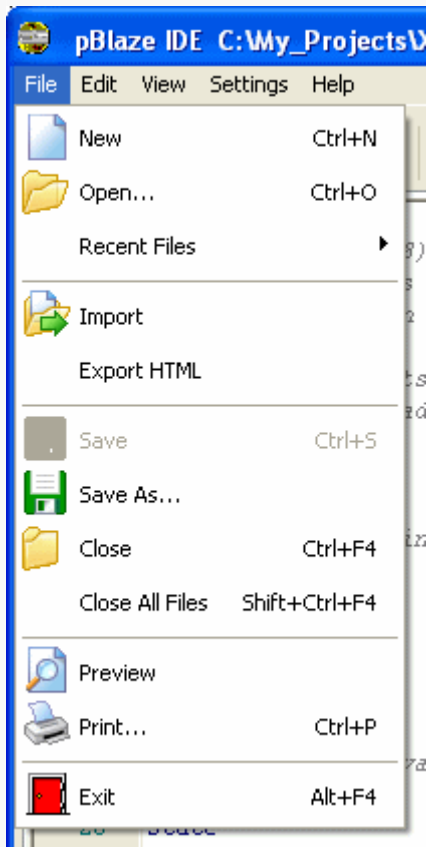 pBlaze IDE C:\My_Projects\
File Edit View Settings Help
New Ctrl+N
Open... Ctrl+O
Recent Files
Import
Export HTML
Save Ctrl+S
Save As...
Close Ctrl+F4
Close All Files Shift+Ctrl+F4
Preview
Print... Ctrl+P
Exit Alt+F4